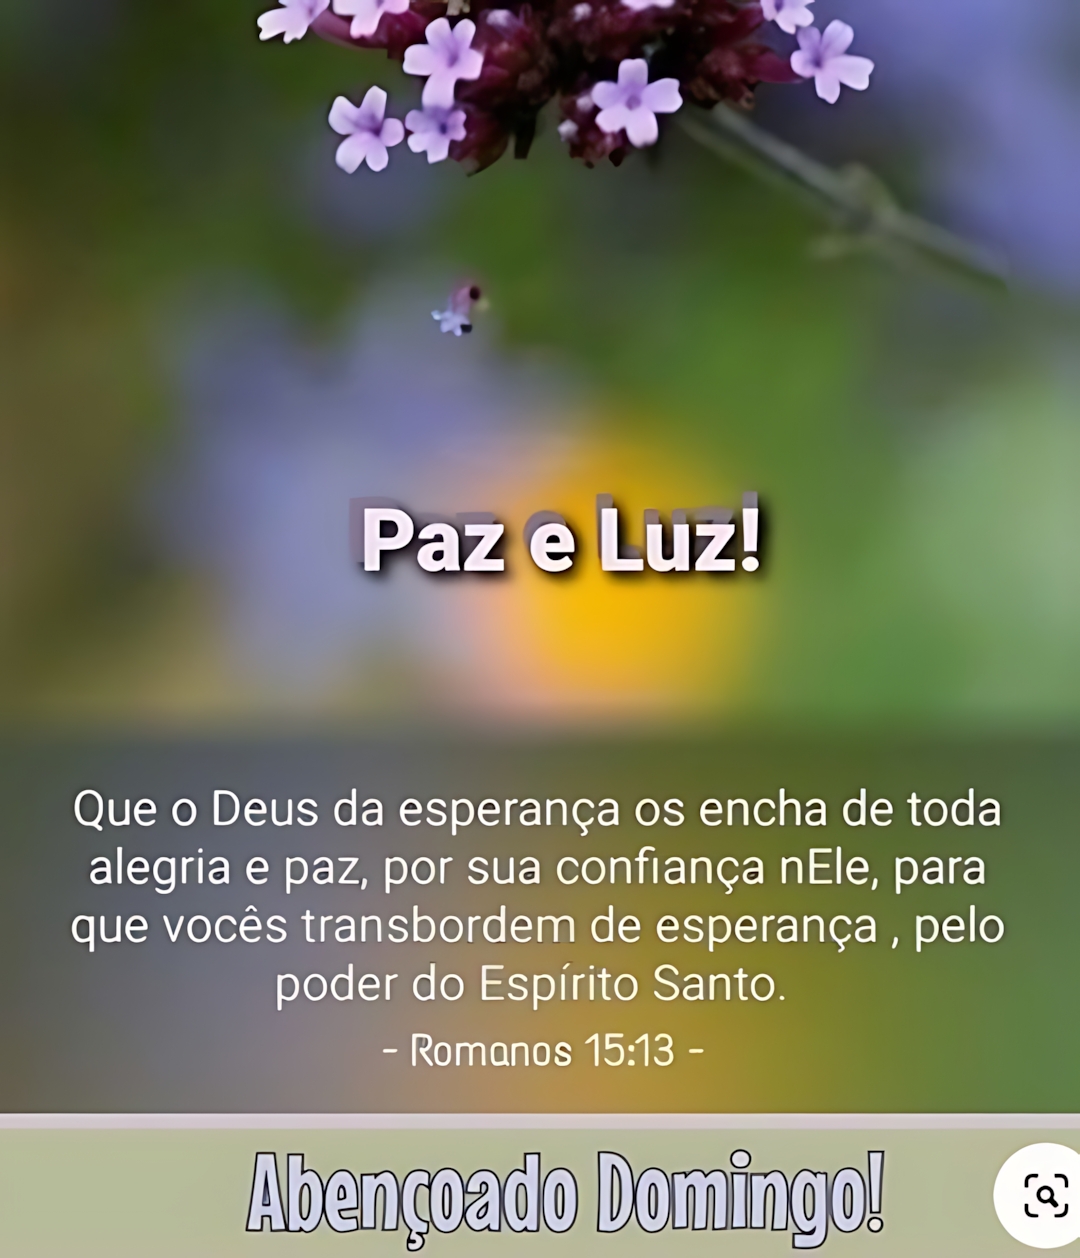 Paz e Luz!
Que o Deus da esperança os encha de toda
alegria e paz, por sua confiança nEle, para
que vocês transbordem de esperança , pelo
poder do Espírito Santo.
- Romanos 15:13 -
Abençoado Domingo!